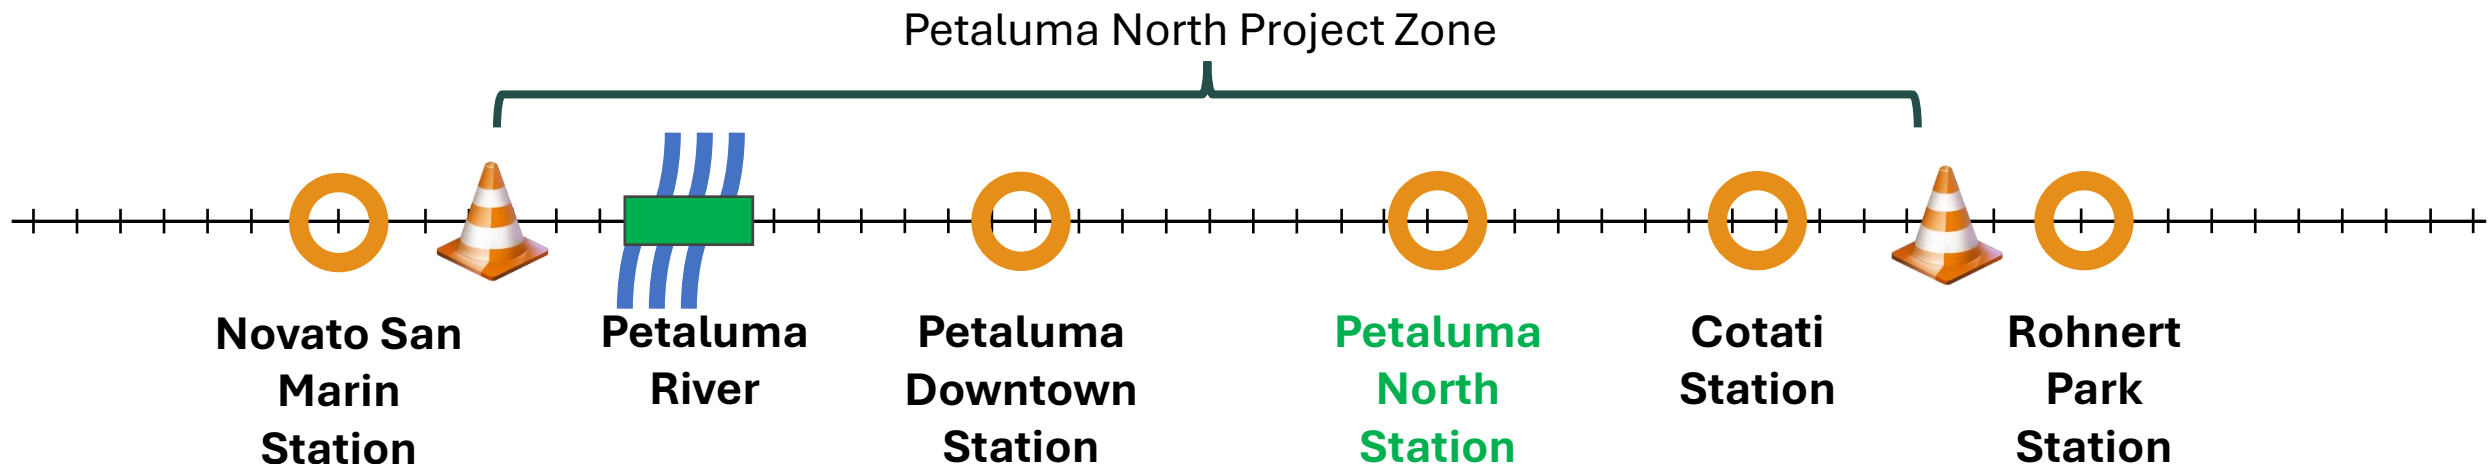 Petaluma North Project Zone
Novato San
Marin
Station
Petaluma
River
Petaluma
Downtown
Station
Petaluma
North
Station
Cotati
Station
Rohnert
Park
Station